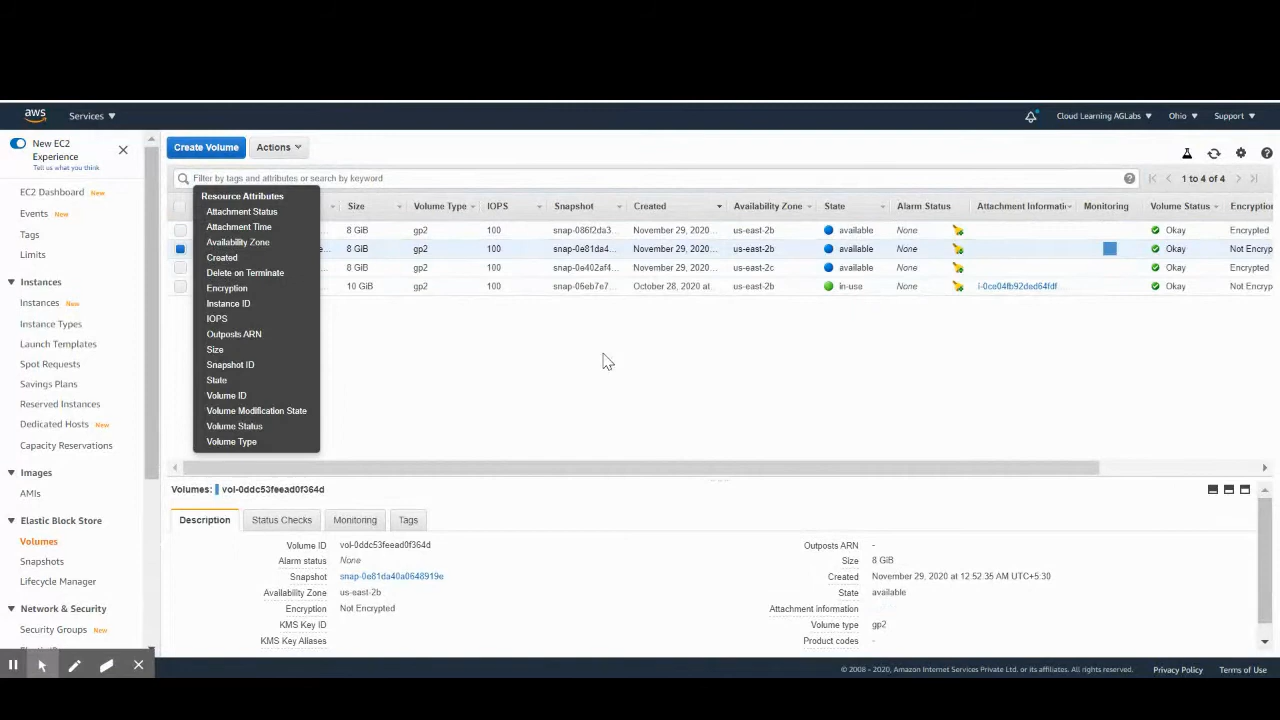 aws Services Cloud Learning AGLabs Ohio Support
New EC2
Experience
Tell us what you think
EC2 Dashboard New
Events New
Tags
Limits
Instances
Instances New
Instance Types
Launch Templates
Spot Requests
Savings Plans
Reserved Instances
Dedicated Hosts New
Capacity Reservations
Images
AMIs
Elastic Block Store
Volumes
Snapshots
Lifecycle Manager
Network & Security
Security Groups New
Create Volume Actions
Filter by tags and attributes or search by keyword 1 to 4 of 4
Resource Attributes
Attachment Status
Attachment Time
Availability Zone
Created
Delete on Terminate
Encryption
Instance ID
IOPS
Outposts ARN
Size
Snapshot ID
State
Volume ID
Volume Modification State
Volume Status
Volume Type
Size Volume Type IOPS Snapshot Created Availability Zone State Alarm Status Attachment Informati Monitoring Volume Status Encryption
8 GiB gp2 100 snap-086f2da3... November 29, 2020... us-east-2b available None Okay Encrypted
e... 8 GiB gp2 100 snap-0e81da4... November 29, 2020... us-east-2b available None Okay Not Encryp
8 GiB gp2 100 snap-0e402af4... November 29, 2020... us-east-2c available None Okay Encrypted
10 GiB gp2 100 snap-06eb7e7... October 28, 2020 at... us-east-2b in-use None i-0ce04fb92ded64fdf... Okay Not Encryp
Volumes: vol-0ddc53feead0f364d
Description Status Checks Monitoring Tags
Volume ID vol-0ddc53feead0f364d Outposts ARN -
Alarm status None Size 8 GiB
Snapshot snap-0e81da40a0648919e Created November 29, 2020 at 12.52.35 AM UTC+5:30
Availability Zone us-east-2b State available
Encryption Not Encrypted Attachment information
KMS Key ID Volume type gp2
KMS Key Aliases Product codes -
© 2008 - 2020, Amazon Internet Services Private Ltd. or its affiliates. All rights reserved. Privacy Policy Terms of Use